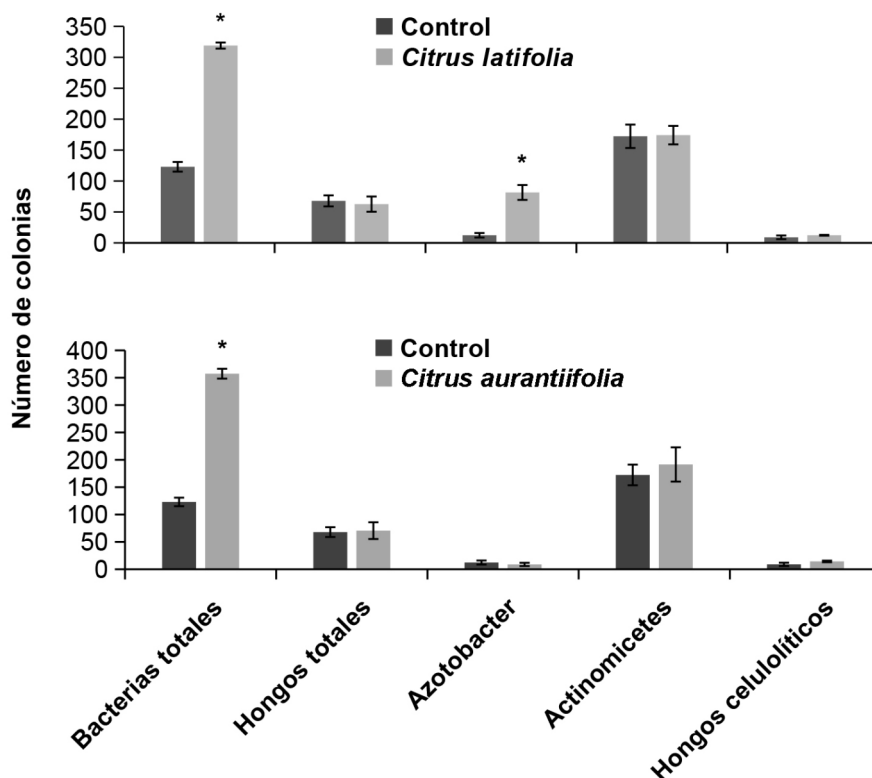 Número de colonias
350
300
250
200
150
100
50
0
*
*
Control
Citrus latifolia
400
350
300
250
200
150
100
50
0
*
Control
Citrus aurantiifolia
Bacterias totales
Hongos totales
Azotobacter
Actinomicetes
Hongos celulolíticos